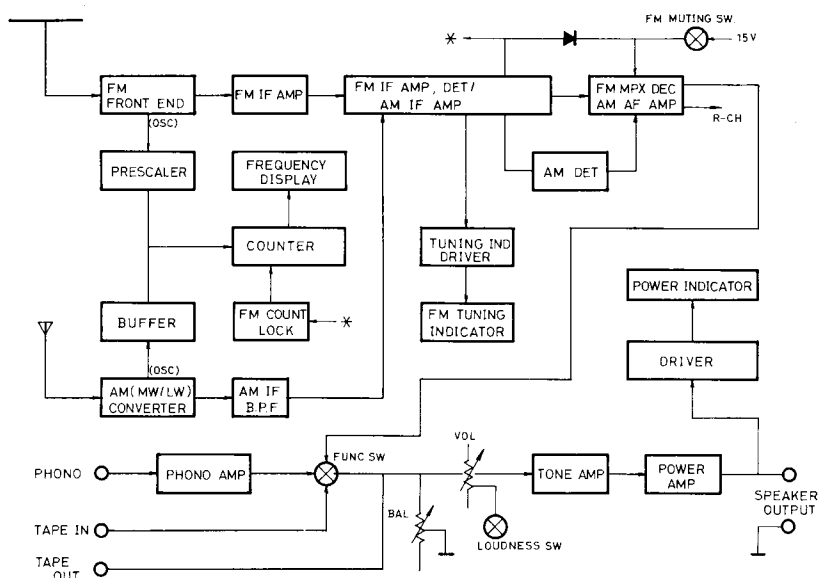 FM MUTING SW.
*
15V
FM
FRONT END
(OSC)
FM IF AMP
FM IF AMP, DET/
AM IF AMP
FM MPX DEC
AM AF AMP
R-CH
PRESCALER
FREQUENCY
DISPLAY
AM DET
COUNTER
TUNING IND
DRIVER
BUFFER
FM COUNT
LOCK
*
FM TUNING
INDICATOR
POWER INDICATOR
DRIVER
(OSC)
AM(MW/LW)
CONVERTER
AM IF
B.P.F
PHONO
PHONO AMP
FUNC SW
VOL
TONE AMP
POWER
AMP
SPEAKER
OUTPUT
TAPE IN
BAL
LOUDNESS SW
TAPE
OUT